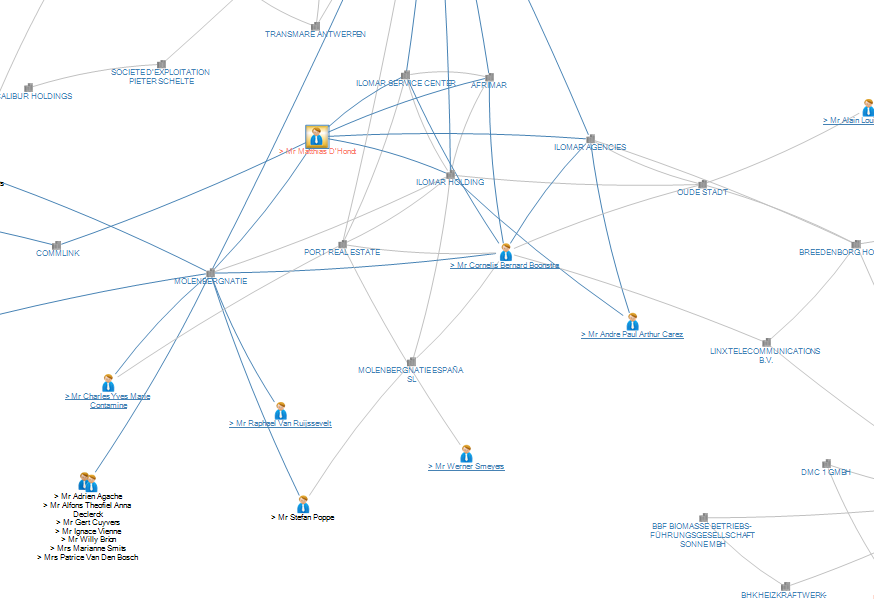 TRANSMARE ANTWERPEN
SOCIETE D'EXPLOITATION
PIETER SCHELTE
ALIBUR HOLDINGS
ILOMAR SERVICE CENTER
AFRIMAR
> Mr Alain Lou
> Mr Matthias D'Hondt
ILOMAR AGENCIES
ILOMAR HOLDING
OUDE STADT
s
COMMLINK
PORT REAL ESTATE
BREEDENBORG HO
> Mr Cornelis Bernard Boonstra
MOLENBERGNATIE
> Mr Andre Paul Arthur Carez
LINXTELECOMMUNICATIONS
B.V.
MOLENBERGNATIE ESPAÑA
SL
> Mr Charles Yves Marie
Contamine
> Mr Raphael Van Ruijssevelt
> Mr Werner Smeyers
DMC 1 GMBH
> Mr Adrien Agache
> Mr Alfons Theofiel Anna
Declerck
> Mr Gert Cuyvers
> Mr Ignace Vienne
> Mr Willy Brion
> Mrs Marianne Smits
> Mrs Patrice Van Den Bosch
> Mr Stefan Poppe
BBF BIOMASSE BETRIEBS-
FÜHRUNGSGESELLSCHAFT
SONNE MBH
BHKHEIZKRAFTWERK-